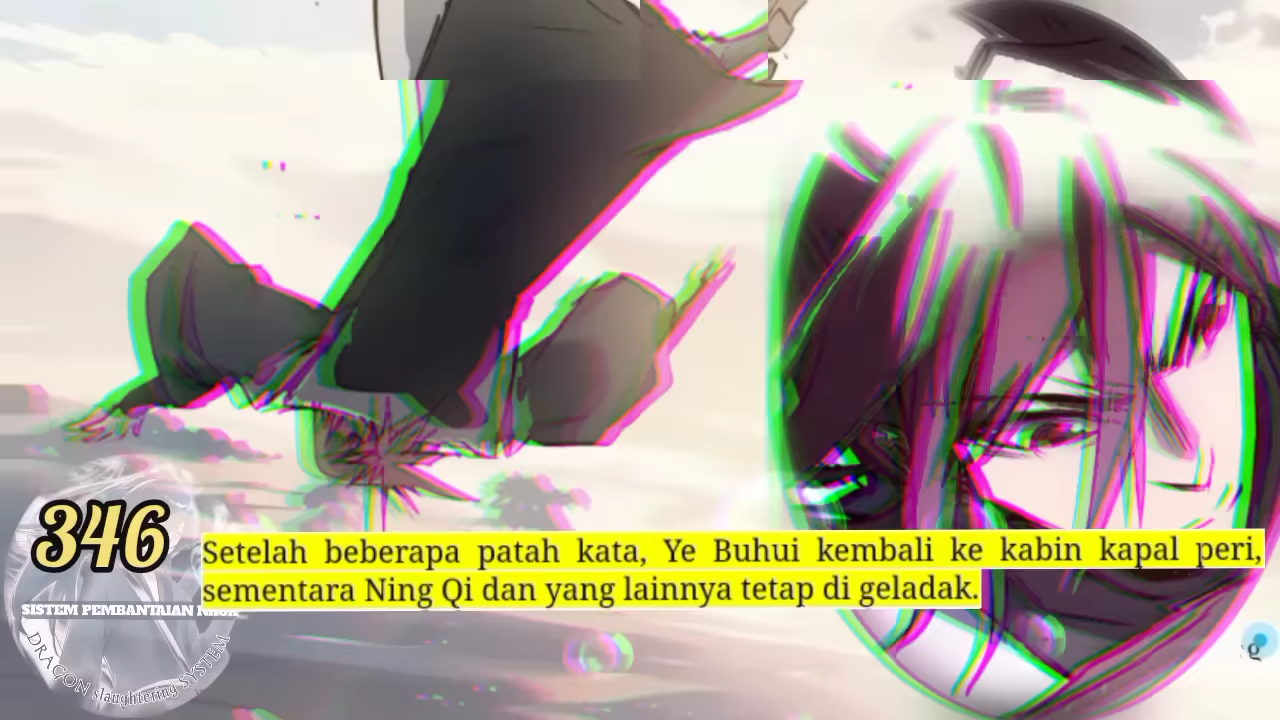 346
Setelah beberapa patah kata, Ye Buhui kembali ke kabin kapal peri,
sementara Ning Qi dan yang lainnya tetap di geladak.
SISTEM PEMBANTAIAN NAGA
DRAGON slaughtering SYSTEM
g